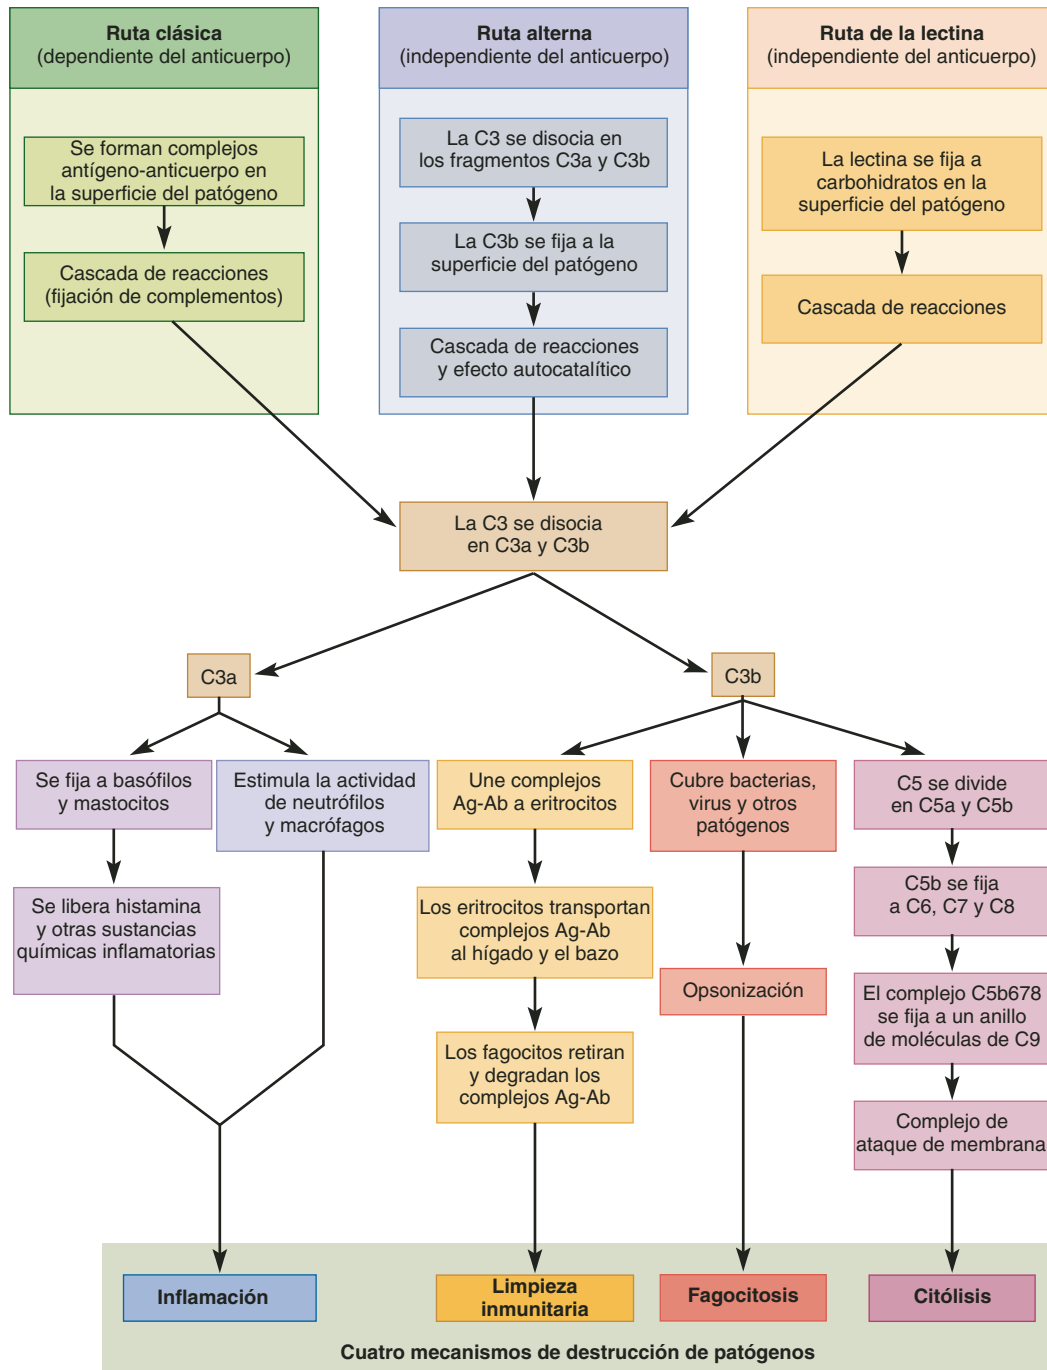 Ruta clásica
(dependiente del anticuerpo)
Se forman complejos
antígeno-anticuerpo en
la superficie del patógeno
Cascada de reacciones
(fijación de complementos)
Ruta alterna
(independiente del anticuerpo)
La C3 se disocia en
los fragmentos C3a y C3b
La C3b se fija a la
superficie del patógeno
Cascada de reacciones
y efecto autocatalítico
Ruta de la lectina
(independiente del anticuerpo)
La lectina se fija a
carbohidratos en la
superficie del patógeno
Cascada de reacciones
La C3 se disocia
en C3a y C3b
C3a
C3b
Se fija a basófilos
y mastocitos
Se libera histamina
y otras sustancias
químicas inflamatorias
Estimula la actividad
de neutrófilos
y macrófagos
Une complejos
Ag-Ab a eritrocitos
Los eritrocitos transportan
complejos Ag-Ab
al hígado y el bazo
Los fagocitos retiran
y degradan los
complejos Ag-Ab
Cubre bacterias,
virus y otros
patógenos
Opsonización
C5 se divide
en C5a y C5b
C5b se fija
a C6, C7 y C8
El complejo C5b678
se fija a un anillo
de moléculas de C9
Complejo de
ataque de membrana
Inflamación
Limpieza
inmunitaria
Fagocitosis
Citólisis
Cuatro mecanismos de destrucción de patógenos